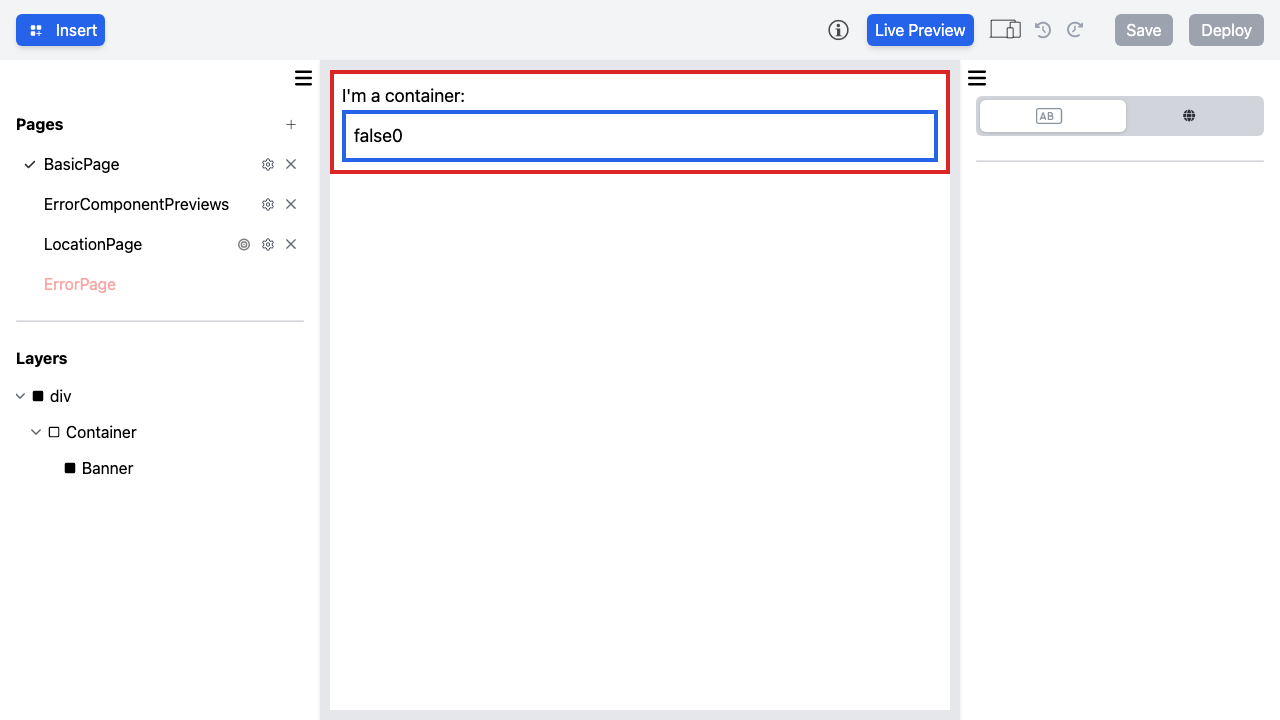 Insert
Live Preview
Save
Deploy
Pages
BasicPage
ErrorComponentPreviews
LocationPage
ErrorPage
Layers
div
Container
Banner
I'm a container:
false0
AB